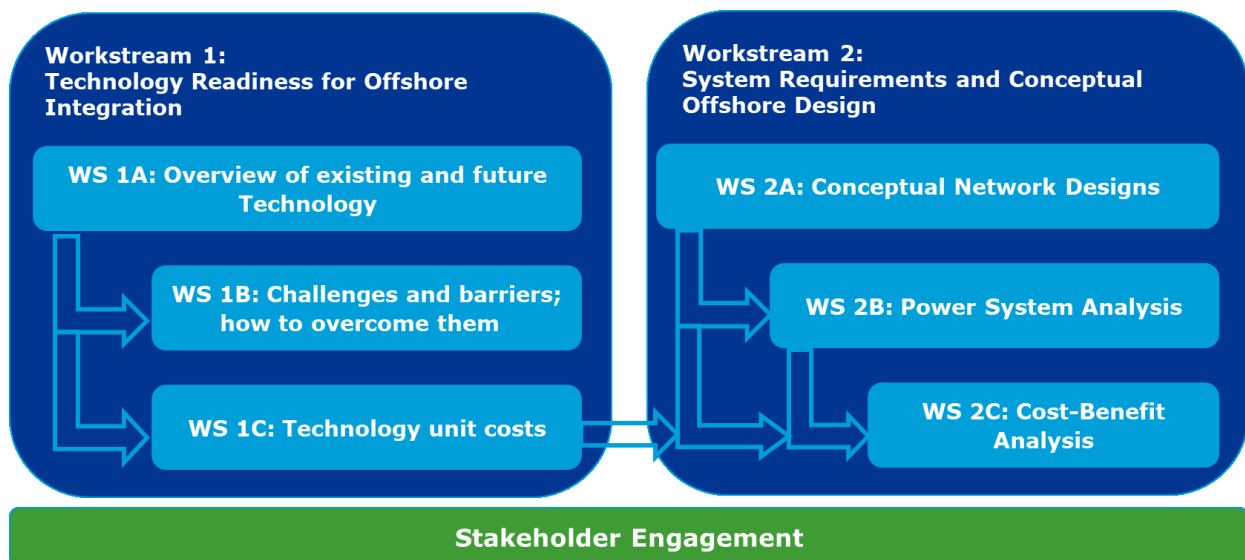 Workstream 1:
Technology Readiness for Offshore
Integration
WS 1A: Overview of existing and future
Technology
WS 1B: Challenges and barriers;
how to overcome them
WS 1C: Technology unit costs
Workstream 2:
System Requirements and Conceptual
Offshore Design
WS 2A: Conceptual Network Designs
WS 2B: Power System Analysis
WS 2C: Cost-Benefit
Analysis
Stakeholder Engagement